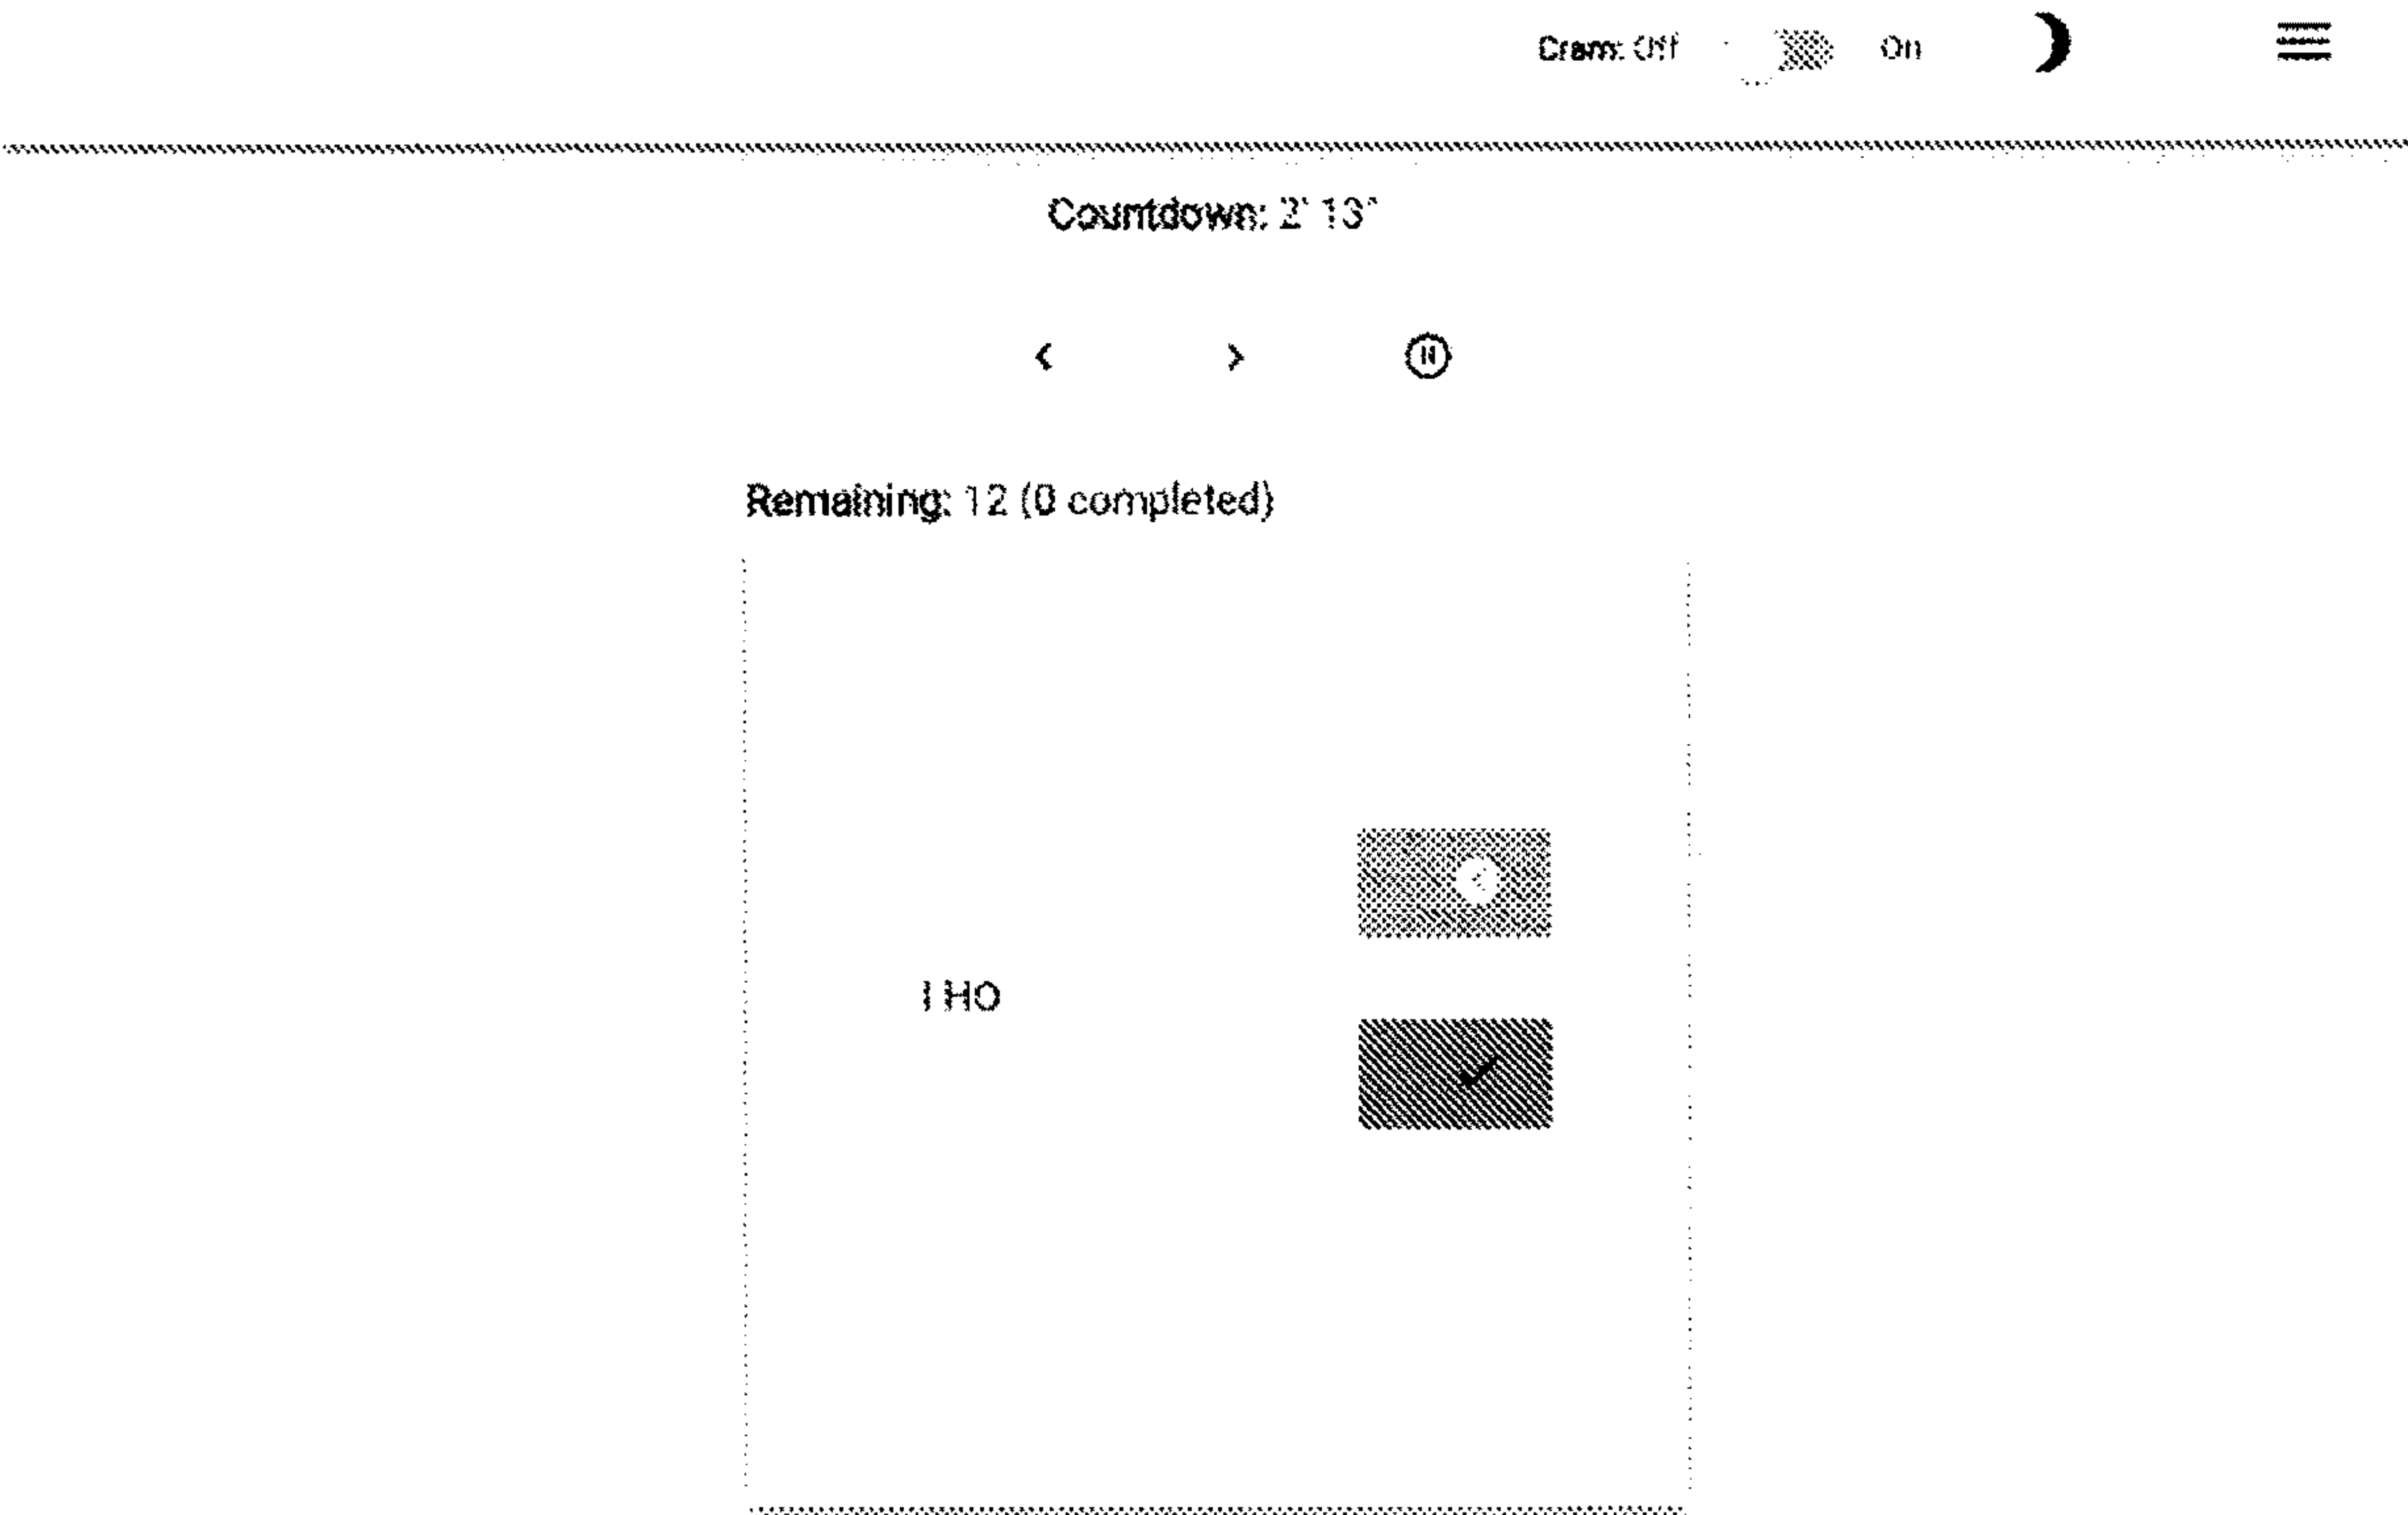 Cram: Off On
Countdown: 2' 13"
Remaining: 12 (0 completed)
I HO